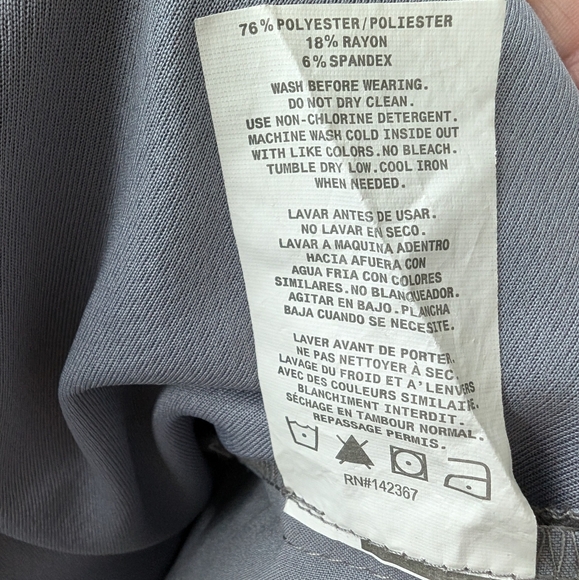 76% POLYESTER/POLIESTER
18% RAYON
6% SPANDEX
WASH BEFORE WEARING.
DO NOT DRY CLEAN.
USE NON-CHLORINE DETERGENT.
MACHINE WASH COLD INSIDE OUT
WITH LIKE COLORS.NO BLEACH.
TUMBLE DRY LOW.COOL IRON
WHEN NEEDED.
LAVAR ANTES DE USAR.
NO LAVAR EN SECO.
LAVAR A MAQUINA ADENTRO
HACIA AFUERA CON
AGUA FRIA CON COLORES
SIMILARES.NO BLANQUEADOR.
AGITAR EN BAJO.PLANCHA
BAJA CUANDO SE NECESITE.
LAVER AVANT DE PORTER.
NE PAS NETTOYER À SEC.
LAVAGE DU FROID ET A'L'ENVERS
AVEC DES COULEURS SIMILAIRE.
BLANCHIMENT INTERDIT.
SÉCHAGE EN TAMBOUR NORMAL.
REPASSAGE PERMIS.
RN#142367